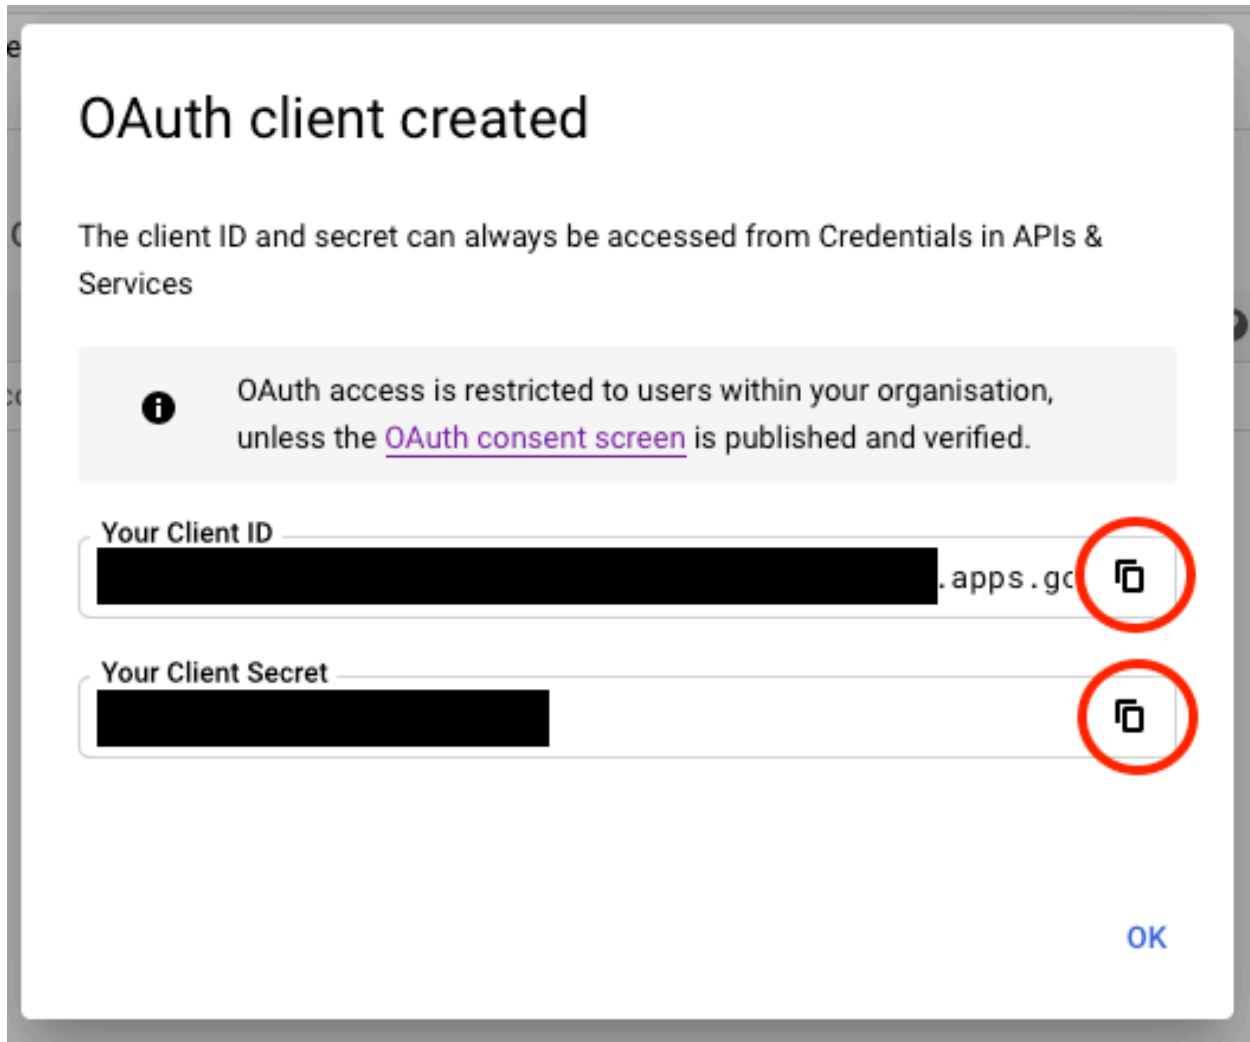 OAuth client created
The client ID and secret can always be accessed from Credentials in APIs &
Services
OAuth access is restricted to users within your organisation,
unless the OAuth consent screen is published and verified.
Your Client ID
.apps.go
Your Client Secret
OK